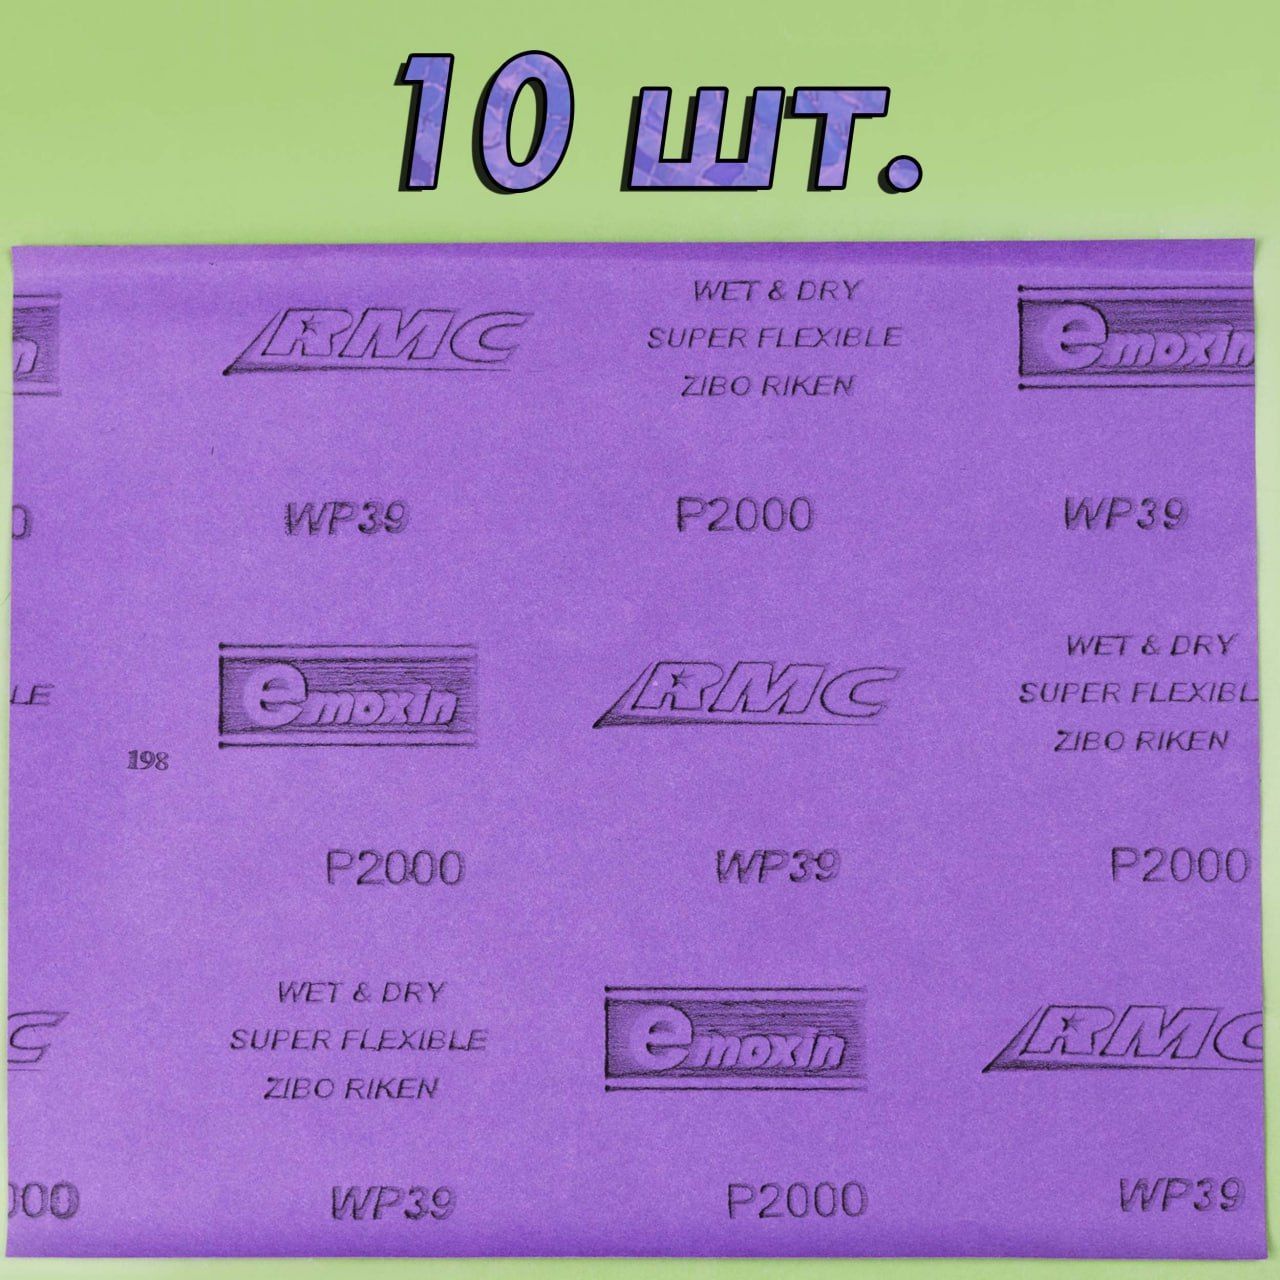 10 шт.
WET & DRY
RMC
SUPER FLEXIBLE
emoxin
ZIBO RIKEN
WP39
P2000
WP39
WET & DRY
emoxin
RMC
SUPER FLEXIBL
ZIBO RIKEN
198
P2000
WP39
P2000
WET & DRY
SUPER FLEXIBLE
emoxin
RMC
ZIBO RIKEN
WP39
P2000
WP39